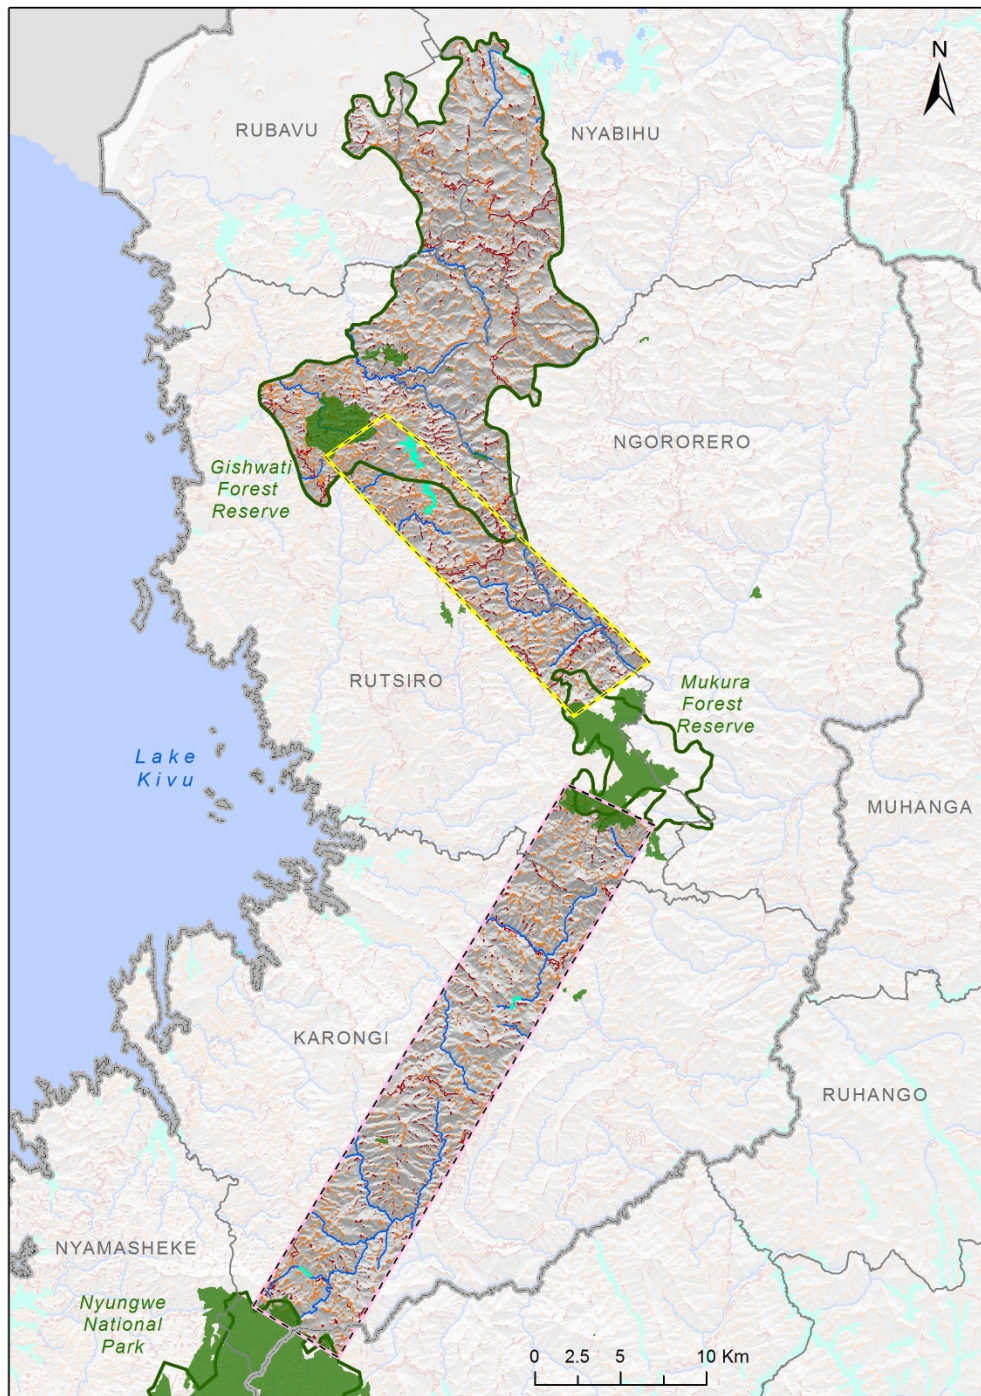 N
RUBAVU
NYABIHU
NGORORERO
Gishwati
Forest
Reserve
RUTSIRO
Mukura
Forest
Reserve
Lake
Kivu
MUHANGA
KARONGI
RUHANGO
NYAMASHEKE
Nyungwe
National
Park
0 2.5 5 10 Km